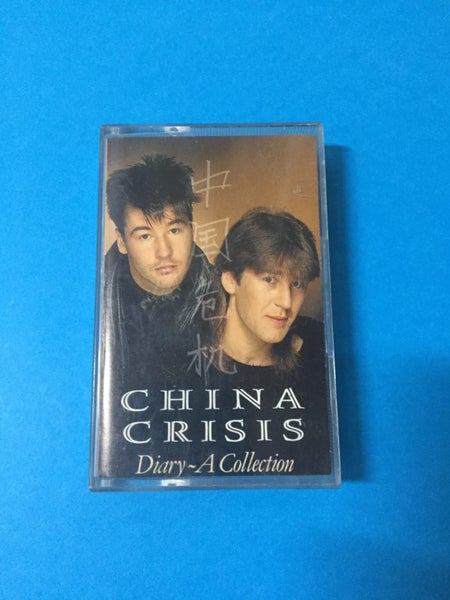 中国危机
CHINA
CRISIS
Diary~A Collection